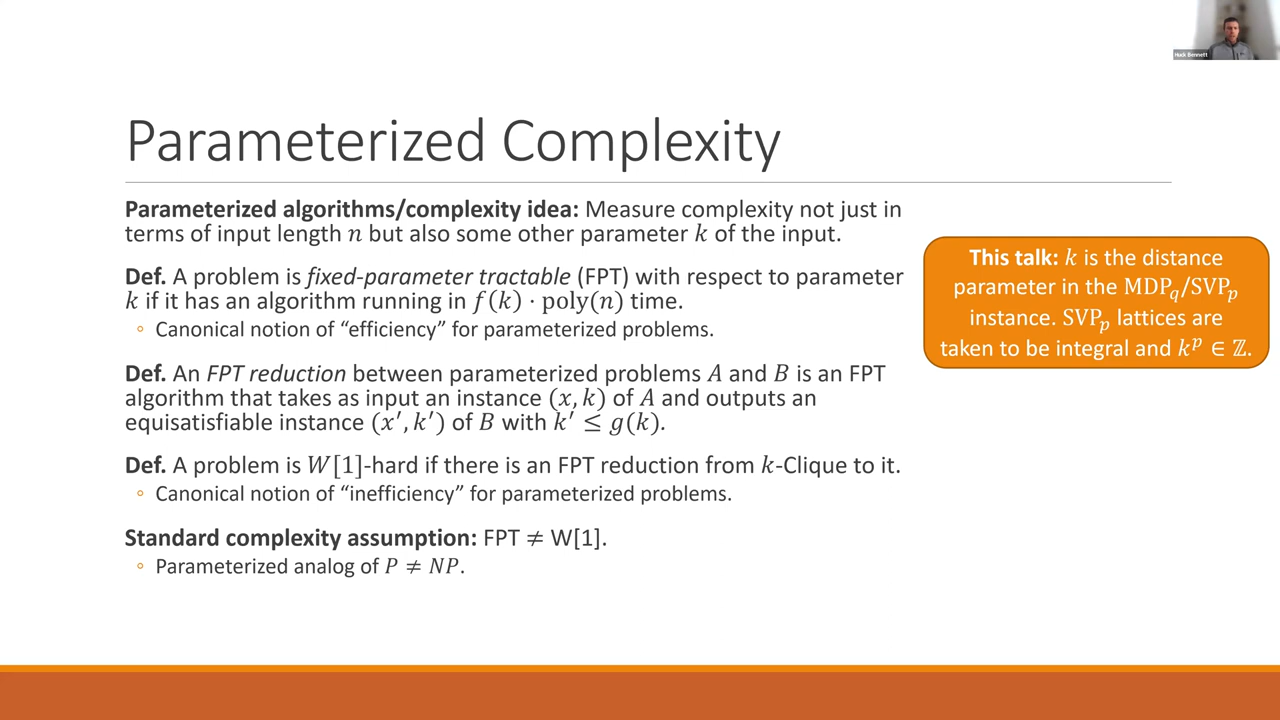 Huck Bennett
Parameterized Complexity
Parameterized algorithms/complexity idea: Measure complexity not just in
terms of input length n but also some other parameter k of the input.
Def. A problem is fixed-parameter tractable (FPT) with respect to parameter
k if it has an algorithm running in f(k) · poly(n) time.
◦ Canonical notion of “efficiency” for parameterized problems.
Def. An FPT reduction between parameterized problems A and B is an FPT
algorithm that takes as input an instance (x, k) of A and outputs an
equisatisfiable instance (x′, k′) of B with k′ ≤ g(k).
Def. A problem is W[1]-hard if there is an FPT reduction from k-Clique to it.
◦ Canonical notion of “inefficiency” for parameterized problems.
Standard complexity assumption: FPT ≠ W[1].
◦ Parameterized analog of P ≠ NP.
This talk: k is the distance
parameter in the MDP_q/SVP_p
instance. SVP_p lattices are
taken to be integral and k^p ∈ ℤ.